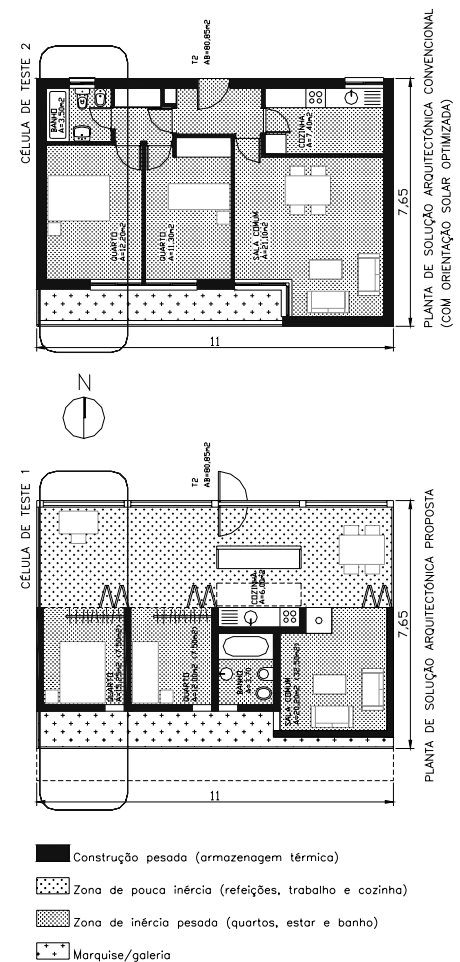 CÉLULA DE TESTE 2
T2
AB=80,85m2
BANHO
A=3,50m2
COZINHA
A=7,40m2
QUARTO
A=12,20m2
QUARTO
A=11,30m2
SALA COMUM
A=21,10m2
7,65
PLANTA DE SOLUÇÃO ARQUITECTÓNICA CONVENCIONAL
(COM ORIENTAÇÃO SOLAR OPTIMIZADA)
11
N
CÉLULA DE TESTE 1
T2
AB=80,85m2
COZINHA
QUARTO
QUARTO
BANHO
SALA COMUM
7,65
PLANTA DE SOLUÇÃO ARQUITECTÓNICA PROPOSTA
11
Construção pesada (armazenagem térmica)
Zona de pouca inércia (refeições, trabalho e cozinha)
Zona de inércia pesada (quartos, estar e banho)
Marquise/galeria